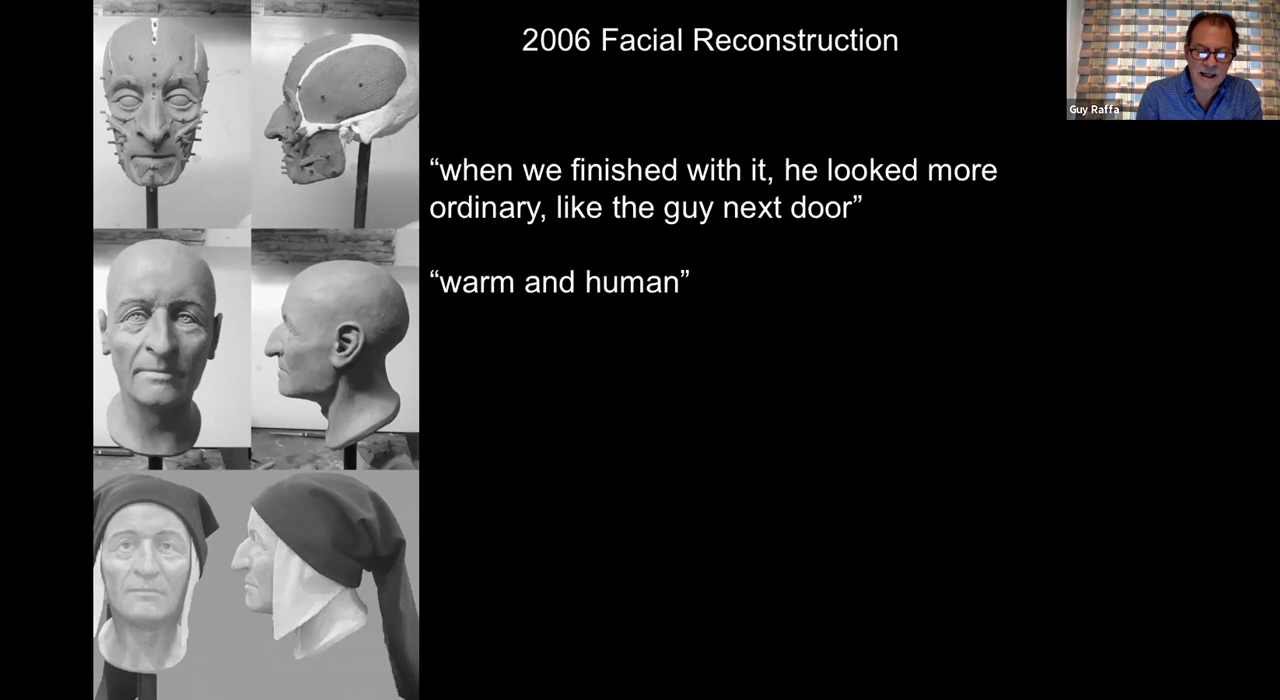 2006 Facial Reconstruction
Guy Raffa
“when we finished with it, he looked more
ordinary, like the guy next door”
“warm and human”